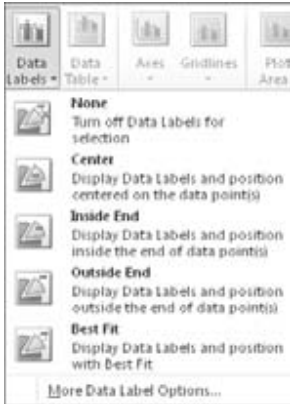 Data Data Axes Gridlines Plot
Labels Table Area
None
Turn off Data Labels for
selection
Center
Display Data Labels and position
centered on the data point(s)
Inside End
Display Data Labels and position
inside the end of data point(s)
Outside End
Display Data Labels and position
outside the end of data point(s)
Best Fit
Display Data Labels and position
with Best Fit
More Data Label Options...